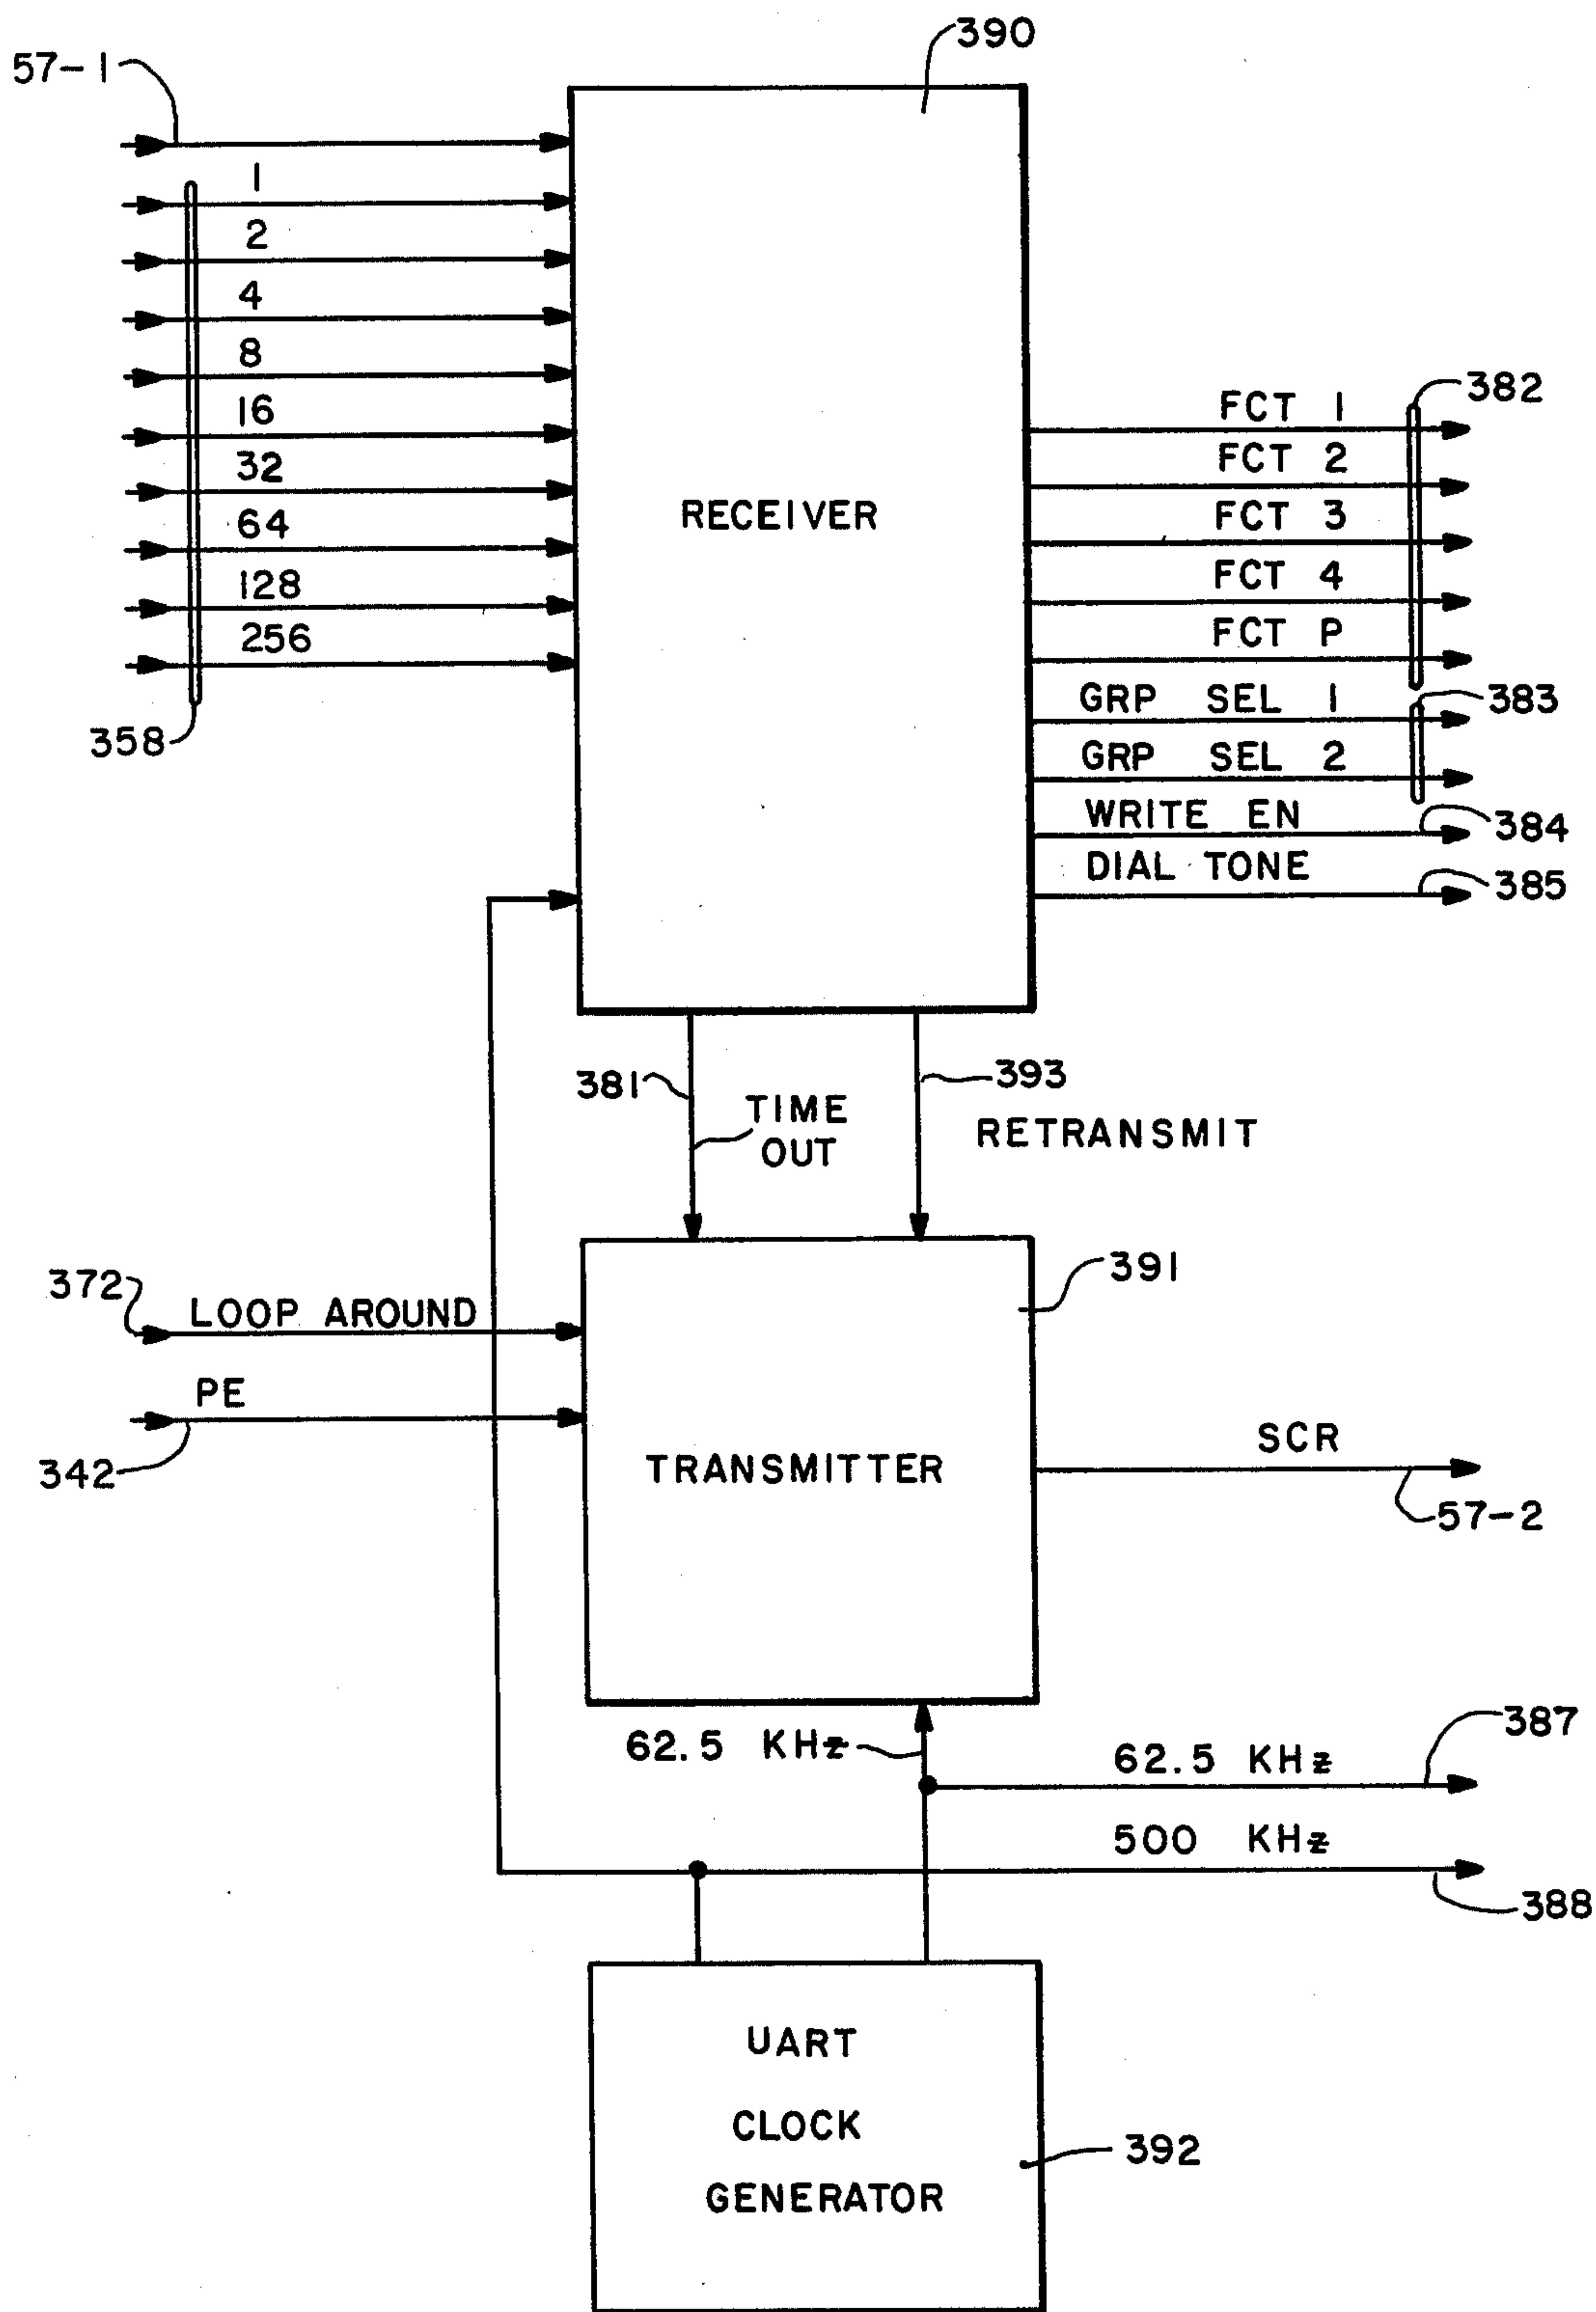 390
57-1
1
2
4
8
16
32
64
128
256
358
RECEIVER
FCT 1
382
FCT 2
FCT 3
FCT 4
FCT P
GRP SEL 1
383
GRP SEL 2
WRITE EN
384
DIAL TONE
385
381
TIME
OUT
393
RETRANSMIT
372
LOOP AROUND
391
PE
342
TRANSMITTER
SCR
57-2
62.5 KHz
62.5 KHz
387
500 KHz
388
UART
CLOCK
GENERATOR
392